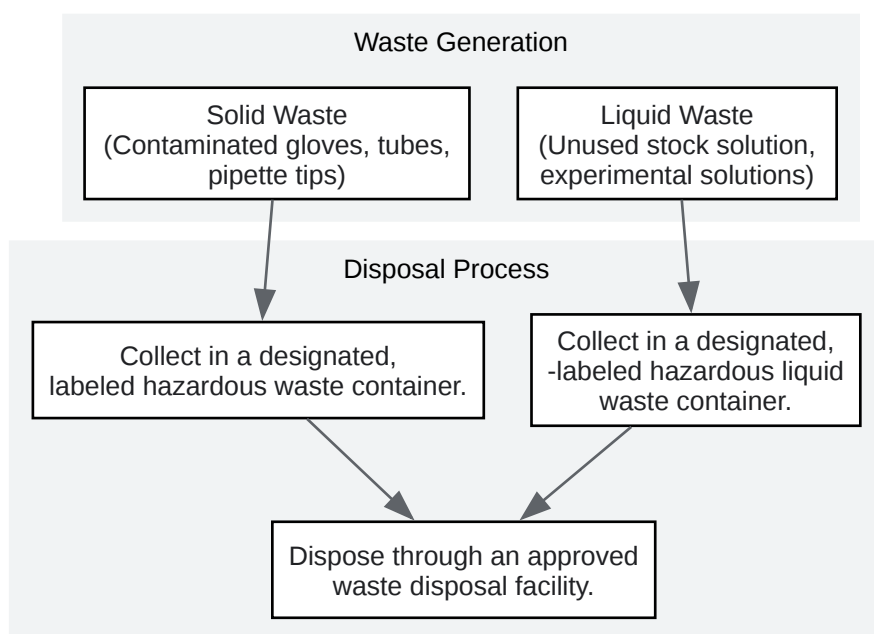 Waste Generation
Solid Waste
(Contaminated gloves, tubes,
pipette tips)
Liquid Waste
(Unused stock solution,
experimental solutions)
Disposal Process
Collect in a designated,
labeled hazardous waste container.
Collect in a designated,
-labeled hazardous liquid
waste container.
Dispose through an approved
waste disposal facility.